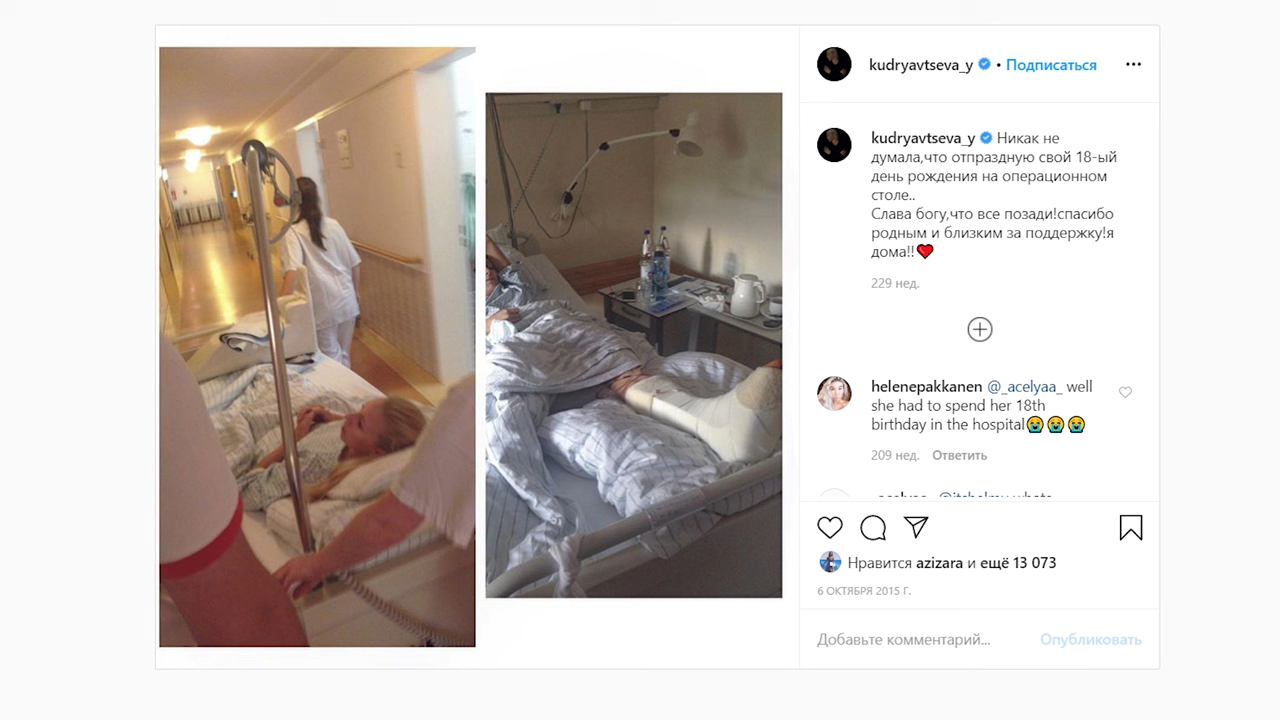 kudryavtseva_y • Подписаться
kudryavtseva_y Никак не
думала,что отпраздную свой 18-ый
день рождения на операционном
столе..
Слава богу,что все позади!спасибо
родным и близким за поддержку!я
дома!!❤️
229 нед.
helenepakkanen @_acelyaa_ well
she had to spend her 18th
birthday in the hospital😭😭😭
209 нед. Ответить
Нравится azizara и ещё 13 073
6 ОКТЯБРЯ 2015 Г.
Добавьте комментарий... Опубликовать